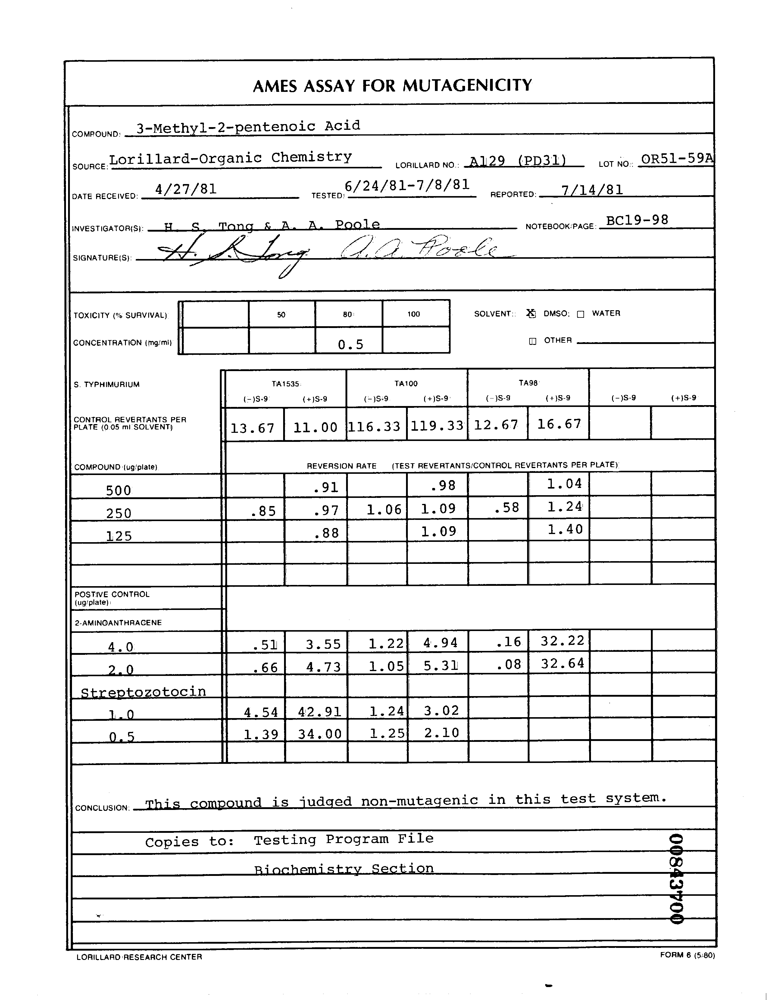 AMES ASSAY FOR MUTAGENICITY
COMPOUND: 3-Methyl-2-pentenoic Acid
SOURCE: Lorillard-Organic Chemistry LORILLARD NO.: A129 (PD31) LOT NO: OR51-59A
DATE RECEIVED: 4/27/81 TESTED: 6/24/81-7/8/81 REPORTED: 7/14/81
INVESTIGATOR(S): H. S. Tong & A. A. Poole NOTEBOOK PAGE: BC19-98
SIGNATURE(S): H. S. Tong A.A. Poole
TOXICITY (% SURVIVAL) 50 80 100 SOLVENT: X DMSO; WATER
CONCENTRATION (mg/ml) 0.5 OTHER
S. TYPHIMURIUM TA1535 TA100 TA98
(-)S-9 (+)S-9 (-)S-9 (+)S-9 (-)S-9 (+)S-9 (-)S-9 (+)S-9
CONTROL REVERTANTS PER
PLATE (0.05 ml SOLVENT) 13.67 11.00 116.33 119.33 12.67 16.67
COMPOUND (ug/plate) REVERSION RATE (TEST REVERTANTS/CONTROL REVERTANTS PER PLATE)
500 .91 .98 1.04
250 .85 .97 1.06 1.09 .58 1.24
125 .88 1.09 1.40
POSTIVE CONTROL
(ug/plate)
2-AMINOANTHRACENE
4.0 .51 3.55 1.22 4.94 .16 32.22
2.0 .66 4.73 1.05 5.31 .08 32.64
Streptozotocin
1.0 4.54 42.91 1.24 3.02
0.5 1.39 34.00 1.25 2.10
CONCLUSION: This compound is judged non-mutagenic in this test system.
Copies to: Testing Program File
Biochemistry Section
00843700
LORILLARD RESEARCH CENTER FORM 6 (5/80)